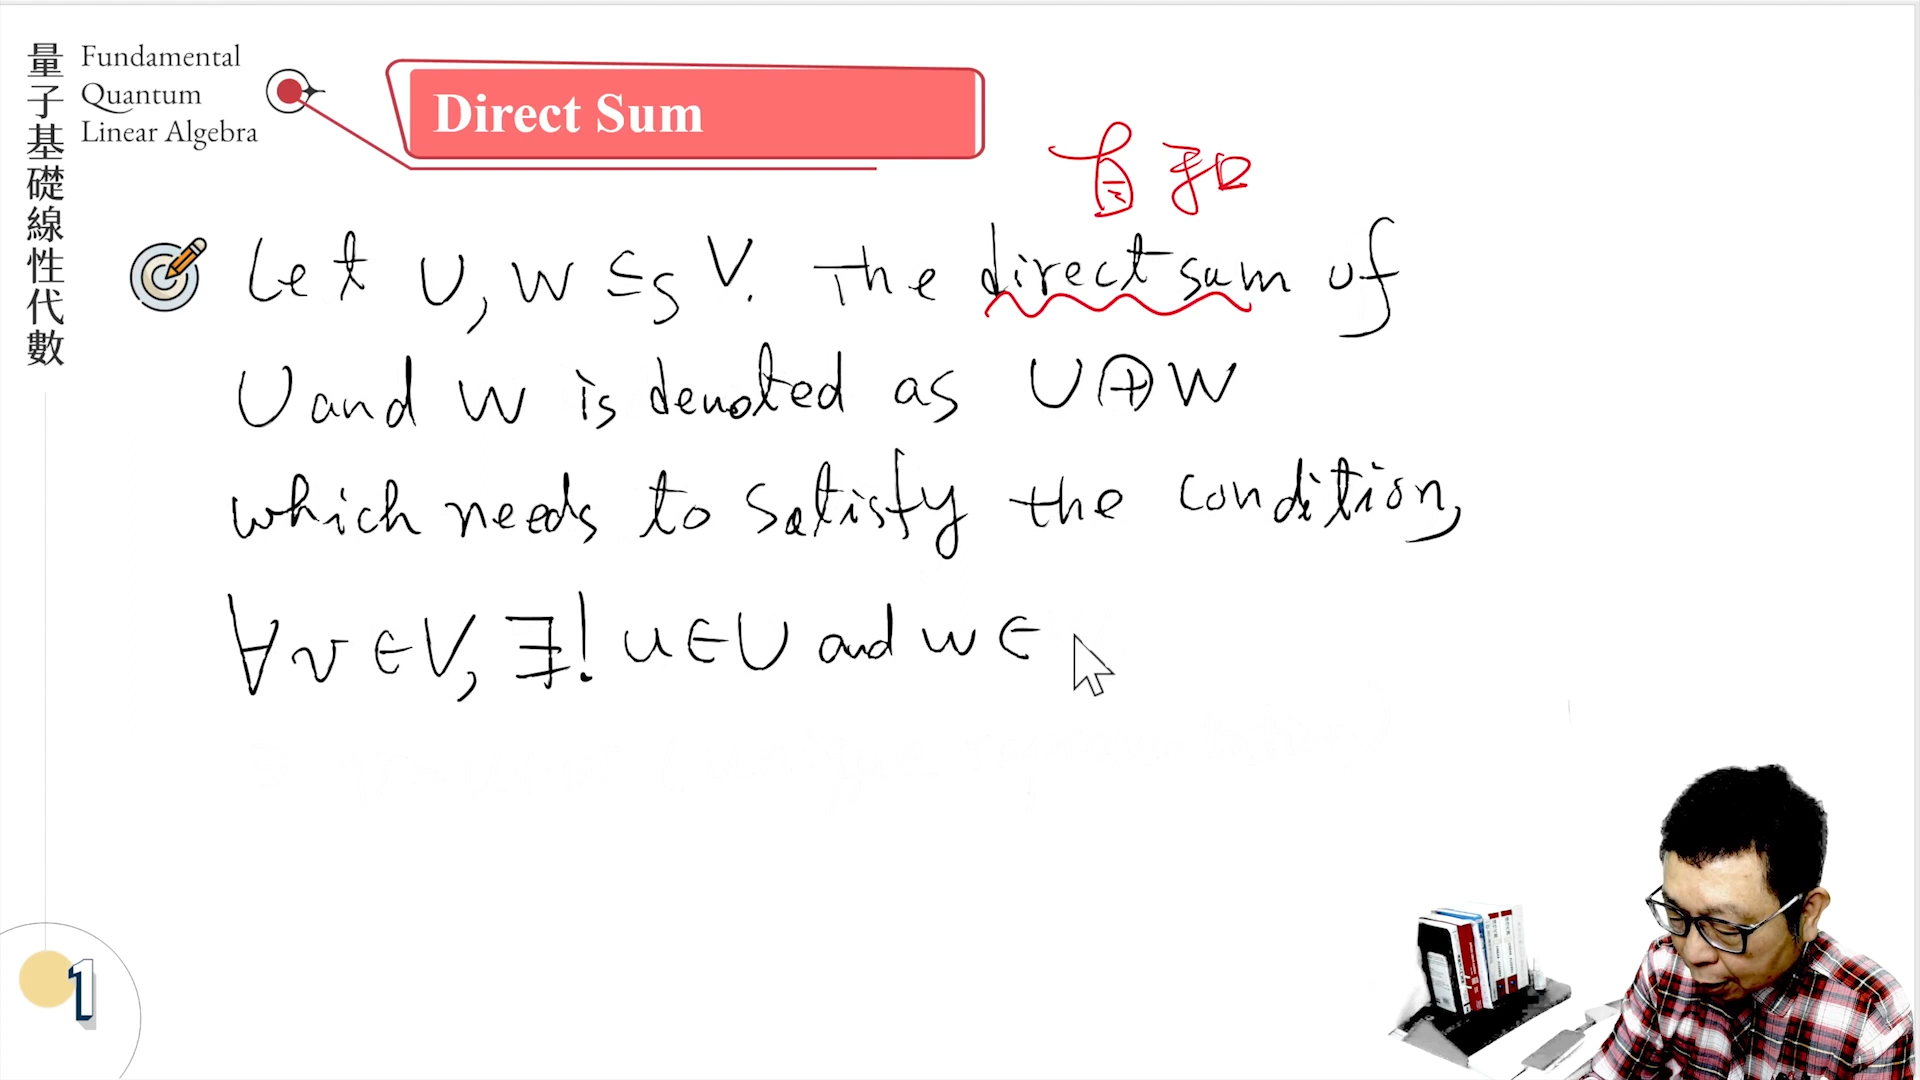 量子基礎線性代數
Fundamental
Quantum
Linear Algebra
Direct Sum
直和
Let U, W ⊆s V. The direct sum of
U and W is denoted as U⊕W
which needs to satisfy the condition,
∀v∈V, ∃! u∈U and w∈
1